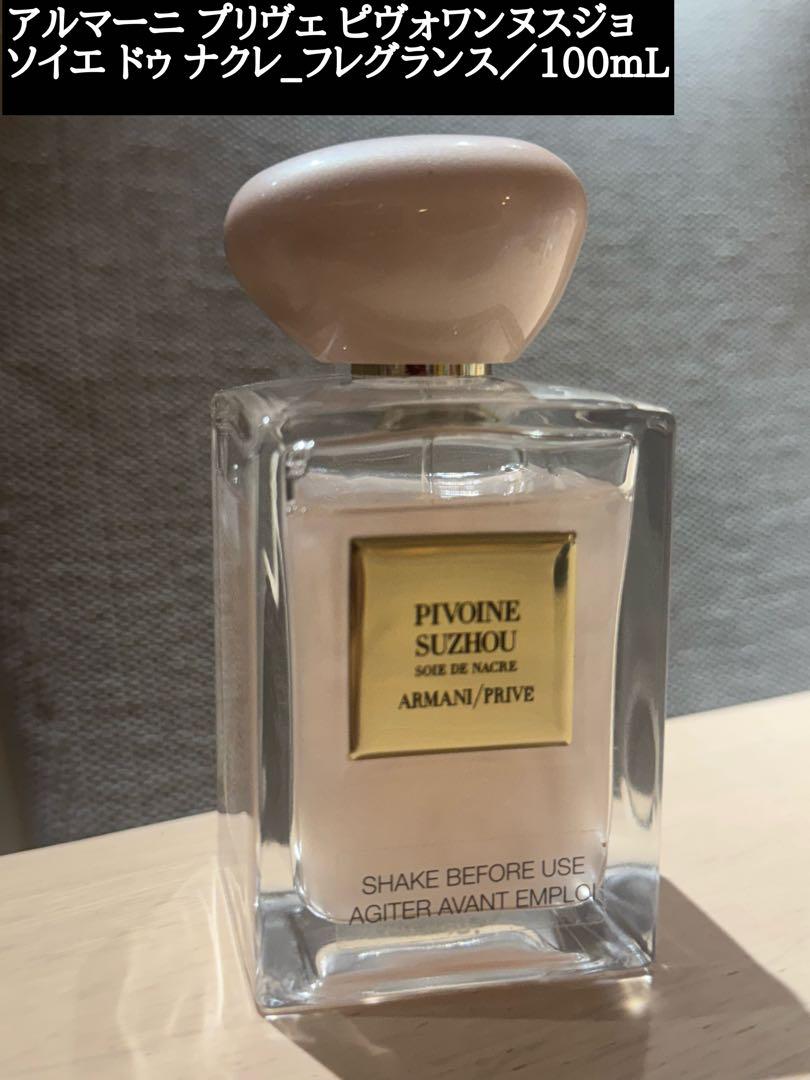 アルマーニ プリヴェ ピヴォワンヌスジョ
ソイエ ドゥ ナクレ_フレグランス／100mL
PIVOINE
SUZHOU
SOIE DE NACRE
ARMANI/PRIVE
SHAKE BEFORE USE
AGITER AVANT EMPLOI